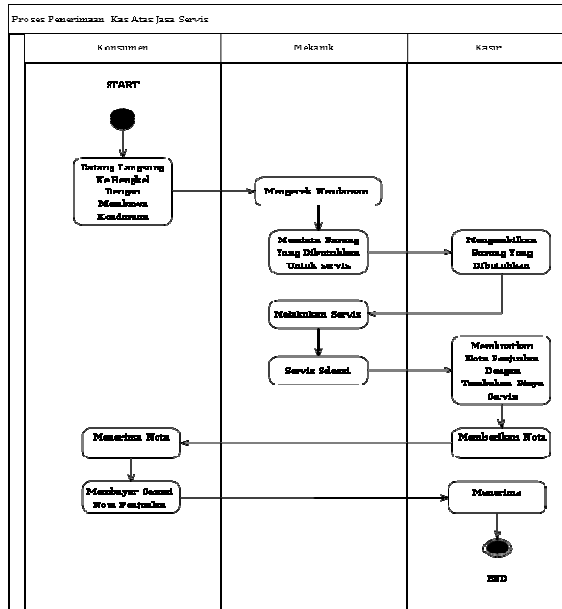 Proses Penerimaan Kas Atas Jasa Servis
Konsumen
Mekanik
Kasir
START
Datang Langsung
Ke Bengkel
Dengan
Membawa
Kendaraan
Mengecek Kendaraan
Meminta Barang
Yang Dibutuhkan
Untuk servis
Mengambilkan
Barang Yang
Dibutuhkan
Melakukan Servis
Servis Selesai
Membuatkan
Nota Penjualan
Dengan
Tambahan Biaya
Servis
Menerima Nota
Memberikan Nota
Membayar Sesuai
Nota Penjualan
Menerima
END